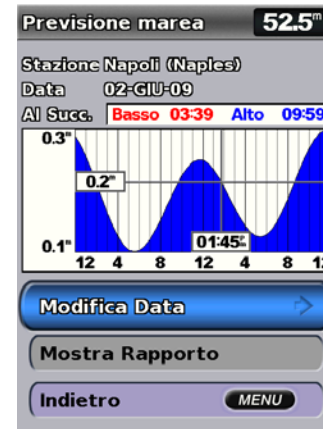 Previsione marea 52.5m
Stazione Napoli (Naples)
Data 02-GIU-09
Al Succ. Basso 03:39 Alto 09:59
0.3"
0.2"
0.1"
01:45
12 4 8 12 4 8 12
Modifica Data
Mostra Rapporto
Indietro MENU